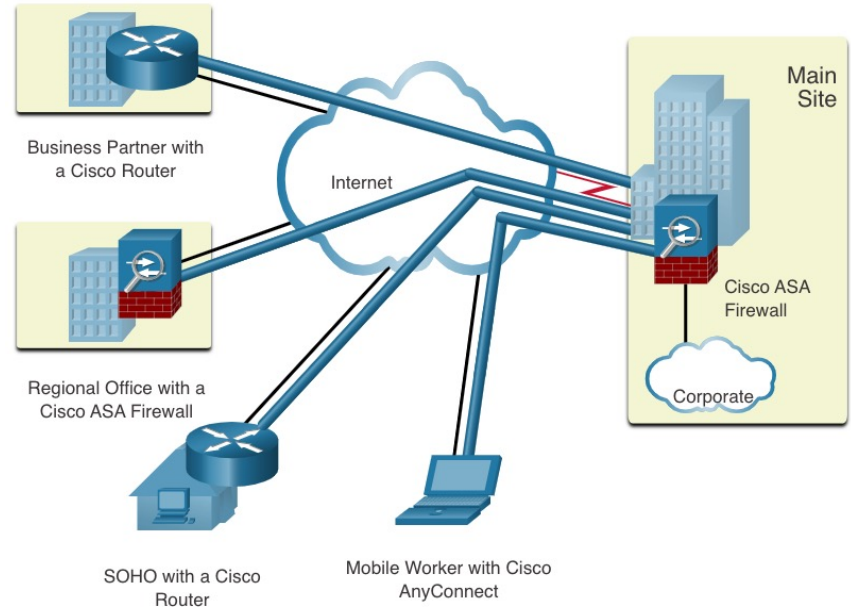 Main
Site
Business Partner with
a Cisco Router
Internet
Cisco ASA
Firewall
Regional Office with a
Cisco ASA Firewall
Corporate
SOHO with a Cisco
Router
Mobile Worker with Cisco
AnyConnect